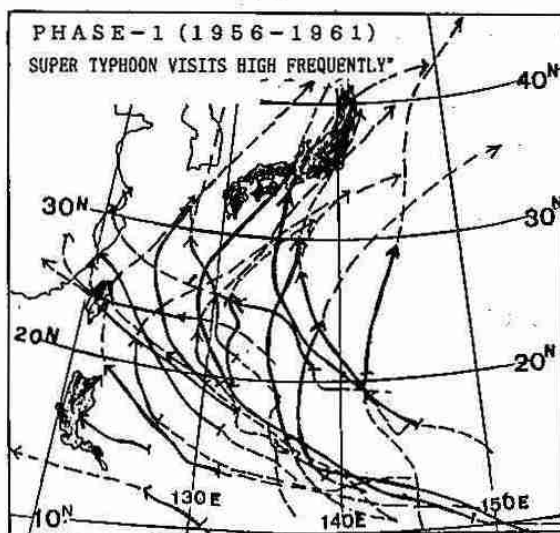 PHASE-1 (1956-1961)
SUPER TYPHOON VISITS HIGH FREQUENTLY"
40N
30N
30N
20N
20N
130E
140E
150E
10N